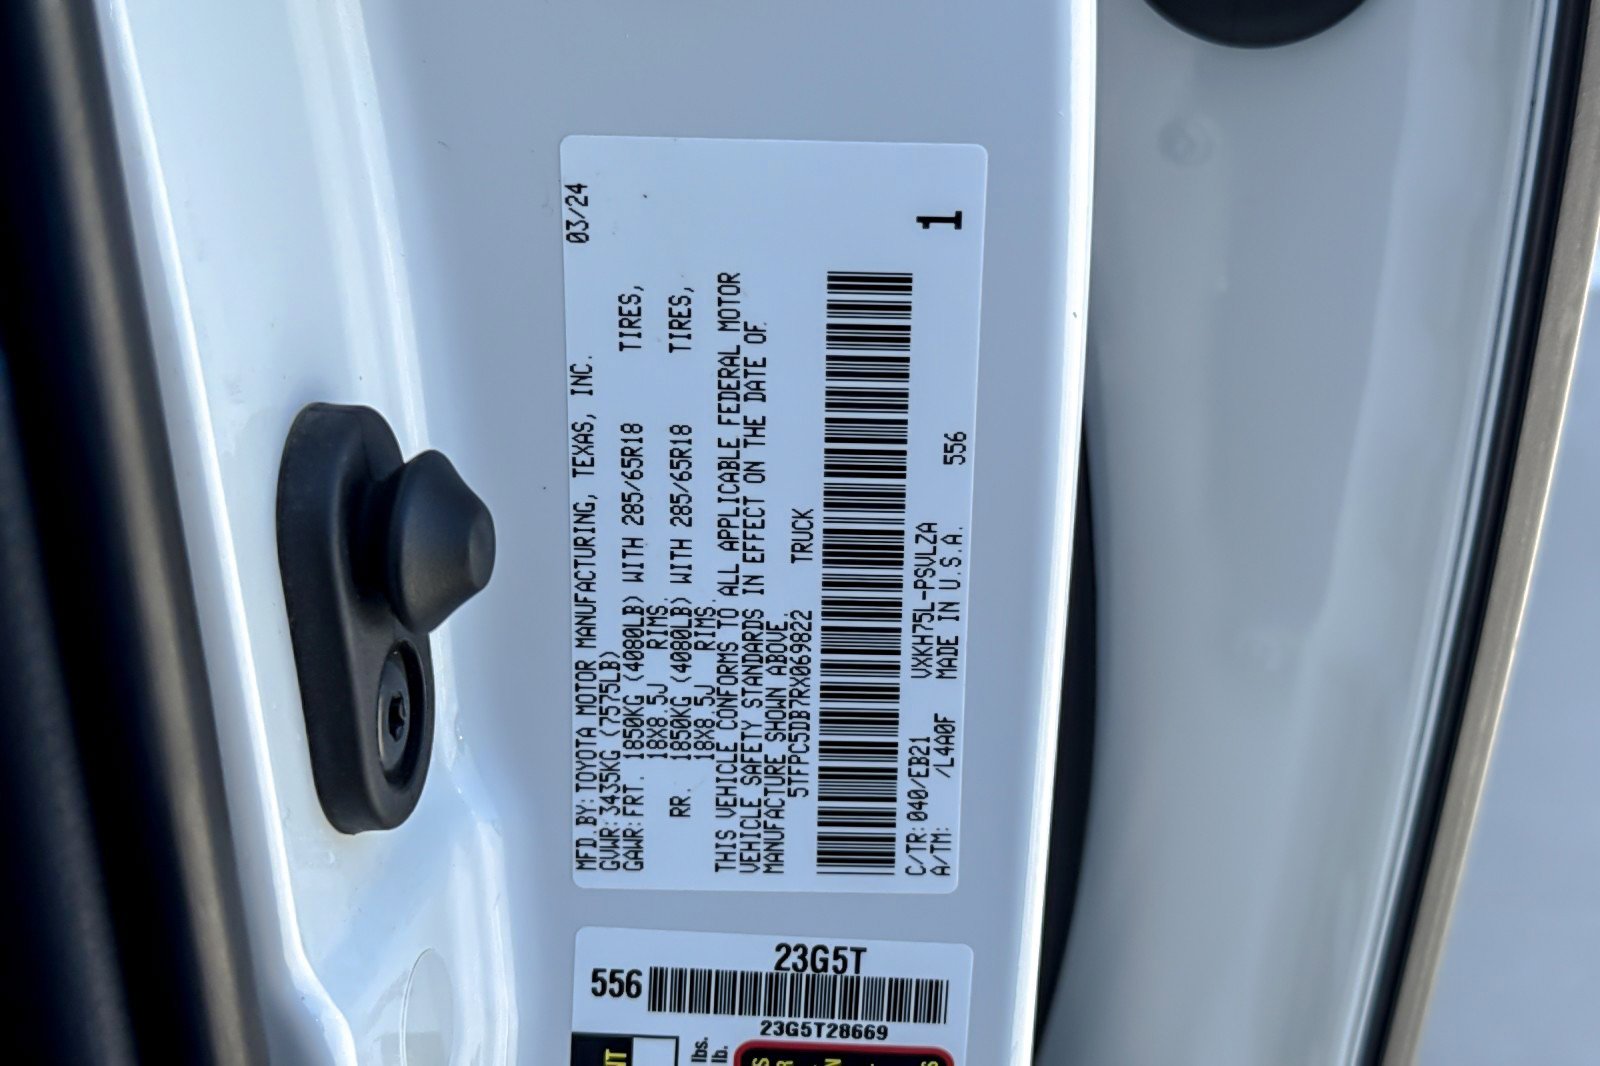 MFD.BY:TOYOTA MOTOR MANUFACTURING, TEXAS, INC. 03/24
GVWR:3435KG (7575LB)
GAWR:FRT. 1850KG (4080LB) WITH 285/65R18 TIRES,
18X8.5J RIMS,
RR. 1850KG (4080LB) WITH 285/65R18 TIRES,
18X8.5J RIMS,
THIS VEHICLE CONFORMS TO ALL APPLICABLE FEDERAL MOTOR
VEHICLE SAFETY STANDARDS IN EFFECT ON THE DATE OF
MANUFACTURE SHOWN ABOVE.
5TFPC5DB7RX069822 TRUCK
1
C/TR:040/EB21 VXKH75L-PSVLZA 556
A/TM: /L4A0F MADE IN U.S.A.
23G5T
556
23G5T28669
lbs.
lb.